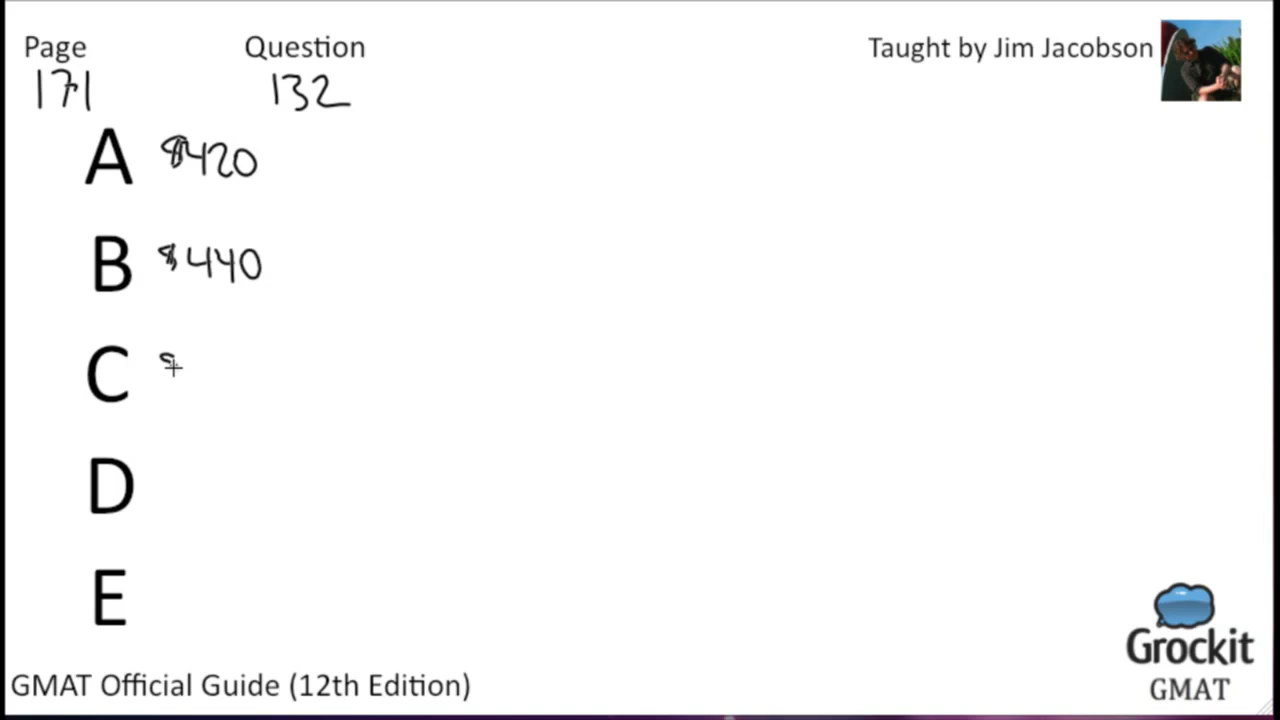 Page Question Taught by Jim Jacobson
171 132
A $420
B $440
C $
D
E
Grockit
GMAT
GMAT Official Guide (12th Edition)